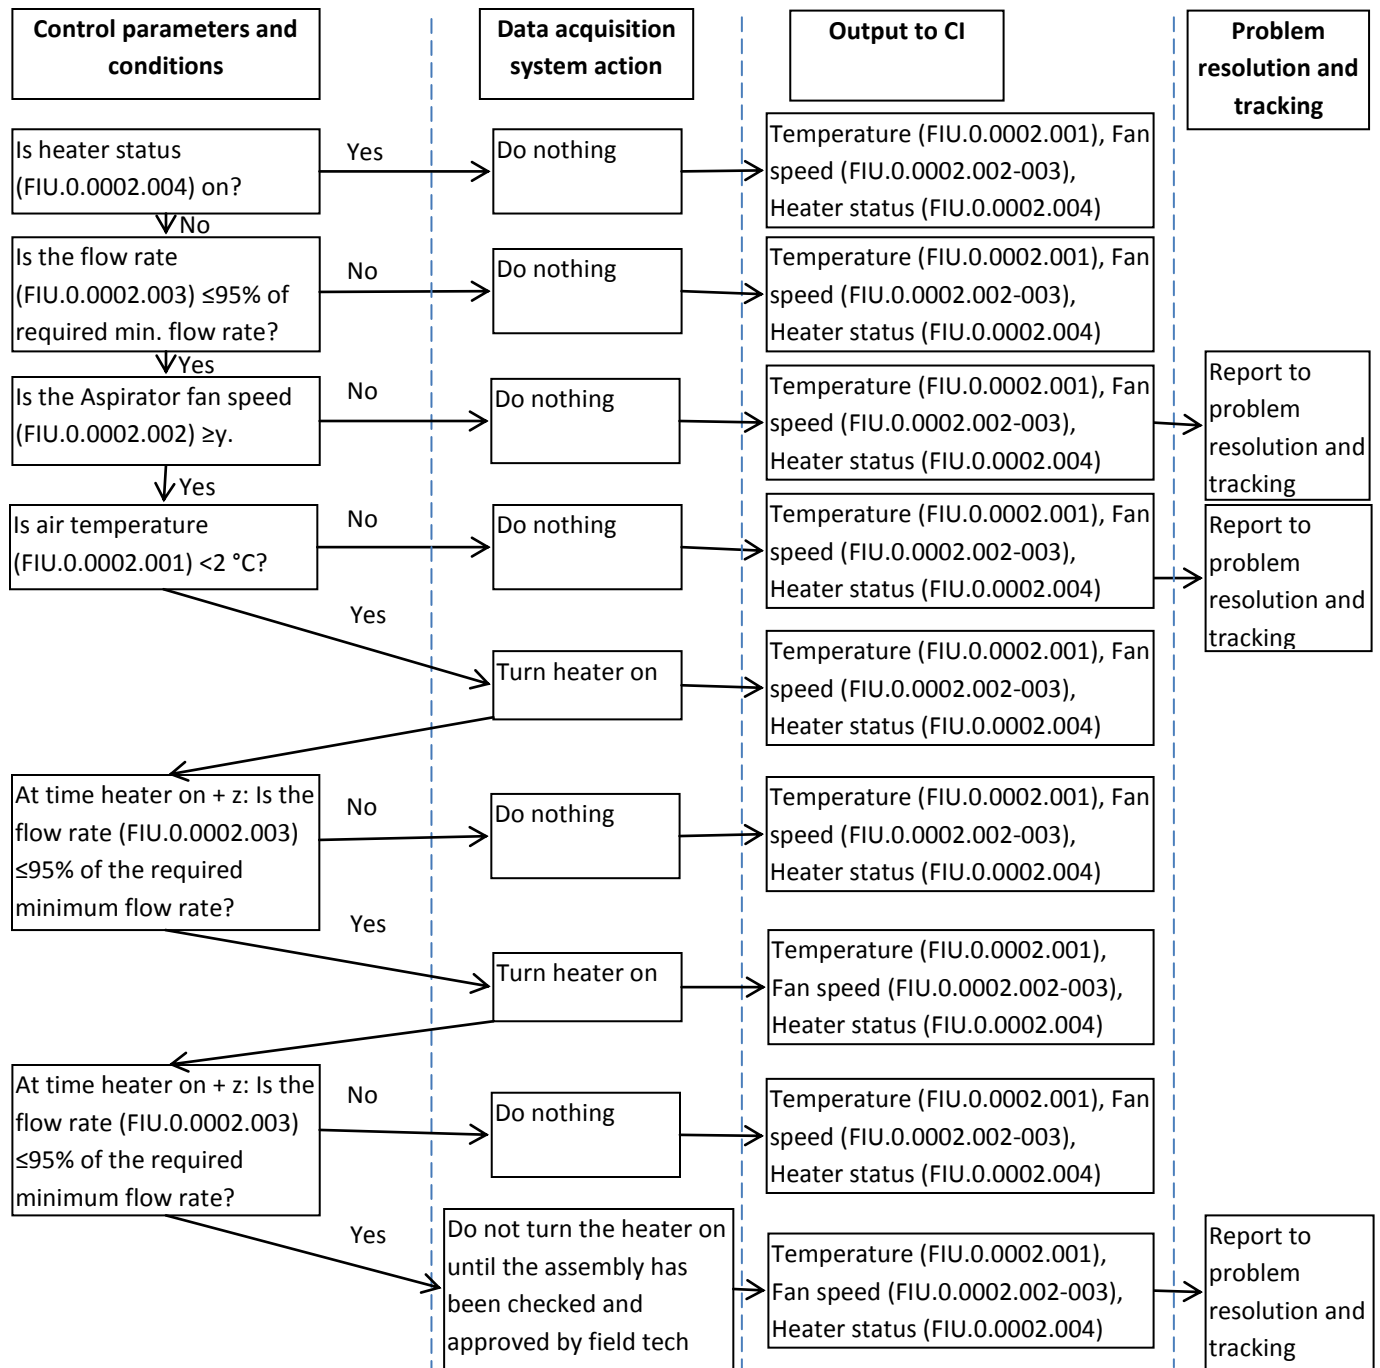 Control parameters and
conditions
Data acquisition
system action
Output to CI
Problem
resolution and
tracking
Is heater status
(FIU.0.0002.004) on?
Yes
Do nothing
Temperature (FIU.0.0002.001), Fan
speed (FIU.0.0002.002-003),
Heater status (FIU.0.0002.004)
No
Is the flow rate
(FIU.0.0002.003) ≤95% of
required min. flow rate?
No
Do nothing
Temperature (FIU.0.0002.001), Fan
speed (FIU.0.0002.002-003),
Heater status (FIU.0.0002.004)
Yes
Is the Aspirator fan speed
(FIU.0.0002.002) ≥y.
No
Do nothing
Temperature (FIU.0.0002.001), Fan
speed (FIU.0.0002.002-003),
Heater status (FIU.0.0002.004)
Report to
problem
resolution and
tracking
Yes
Is air temperature
(FIU.0.0002.001) <2 °C?
No
Do nothing
Temperature (FIU.0.0002.001), Fan
speed (FIU.0.0002.002-003),
Heater status (FIU.0.0002.004)
Report to
problem
resolution and
tracking
Yes
Turn heater on
Temperature (FIU.0.0002.001), Fan
speed (FIU.0.0002.002-003),
Heater status (FIU.0.0002.004)
At time heater on + z: Is the
flow rate (FIU.0.0002.003)
≤95% of the required
minimum flow rate?
No
Do nothing
Temperature (FIU.0.0002.001), Fan
speed (FIU.0.0002.002-003),
Heater status (FIU.0.0002.004)
Yes
Turn heater on
Temperature (FIU.0.0002.001),
Fan speed (FIU.0.0002.002-003),
Heater status (FIU.0.0002.004)
At time heater on + z: Is the
flow rate (FIU.0.0002.003)
≤95% of the required
minimum flow rate?
No
Do nothing
Temperature (FIU.0.0002.001), Fan
speed (FIU.0.0002.002-003),
Heater status (FIU.0.0002.004)
Yes
Do not turn the heater on
until the assembly has
been checked and
approved by field tech
Temperature (FIU.0.0002.001),
Fan speed (FIU.0.0002.002-003),
Heater status (FIU.0.0002.004)
Report to
problem
resolution and
tracking